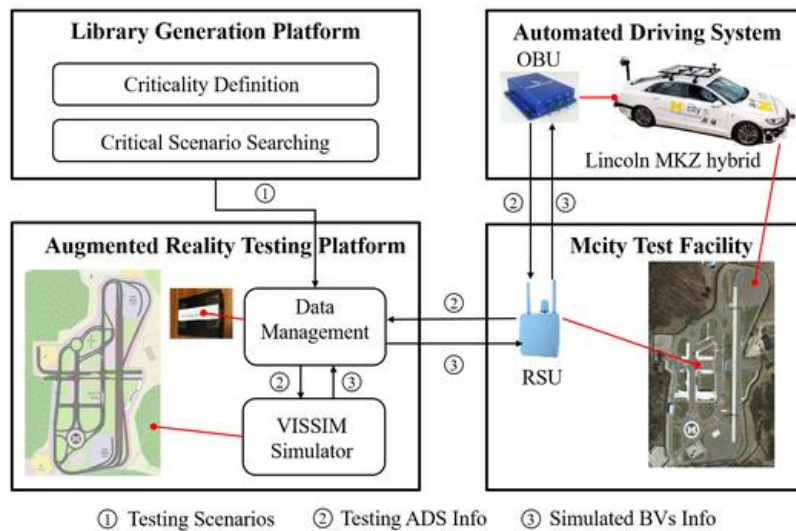 Library Generation Platform
Criticality Definition
Critical Scenario Searching
Automated Driving System
OBU
city
Lincoln MKZ hybrid
①
②
③
Augmented Reality Testing Platform
Data
Management
②
③
VISSIM
Simulator
②
③
Mcity Test Facility
RSU
① Testing Scenarios
② Testing ADS Info
③ Simulated BVs Info